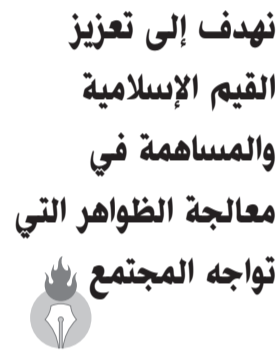 نهدف إلى تعزيز
القيم الإسلامية
والمساهمة في
معالجة الظواهر التي
تواجه المجتمع